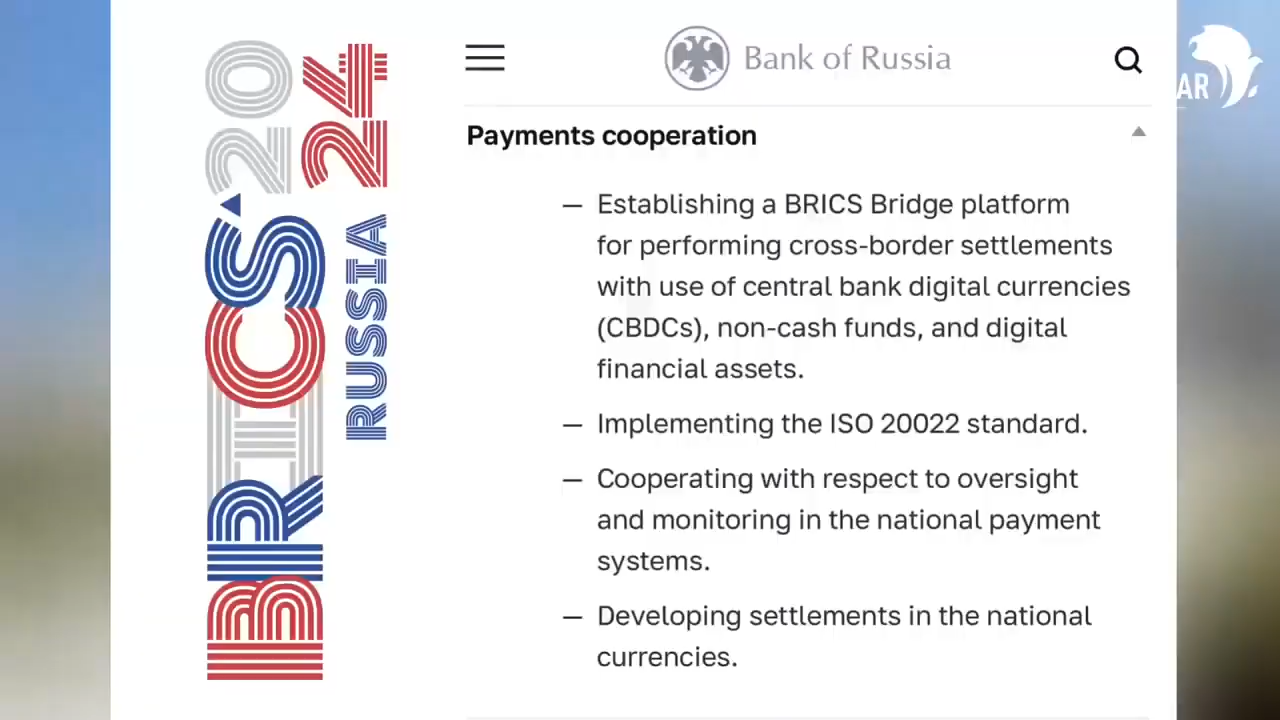 BRICS 2024
RUSSIA
Bank of Russia
AR
Payments cooperation
— Establishing a BRICS Bridge platform
for performing cross-border settlements
with use of central bank digital currencies
(CBDCs), non-cash funds, and digital
financial assets.
— Implementing the ISO 20022 standard.
— Cooperating with respect to oversight
and monitoring in the national payment
systems.
— Developing settlements in the national
currencies.